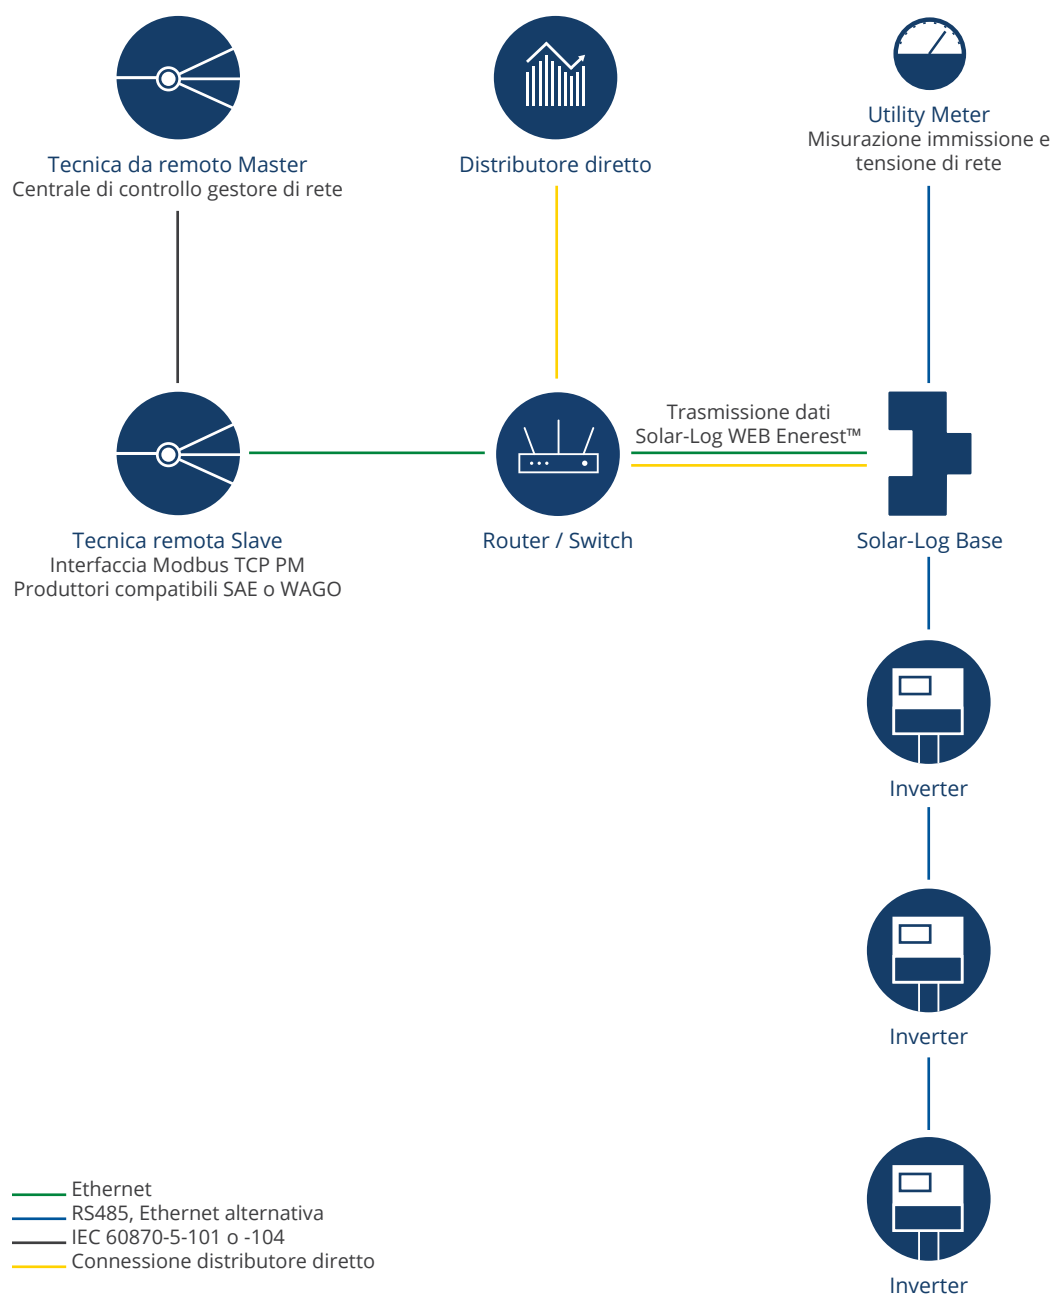 Tecnica da remoto Master
Centrale di controllo gestore di rete
Distributore diretto
Utility Meter
Misurazione immissione e
tensione di rete
Trasmissione dati
Solar-Log WEB Enerest™
Tecnica remota Slave
Interfaccia Modbus TCP PM
Produttori compatibili SAE o WAGO
Router / Switch
Solar-Log Base
Inverter
Inverter
Inverter
Ethernet
RS485, Ethernet alternativa
IEC 60870-5-101 o -104
Connessione distributore diretto